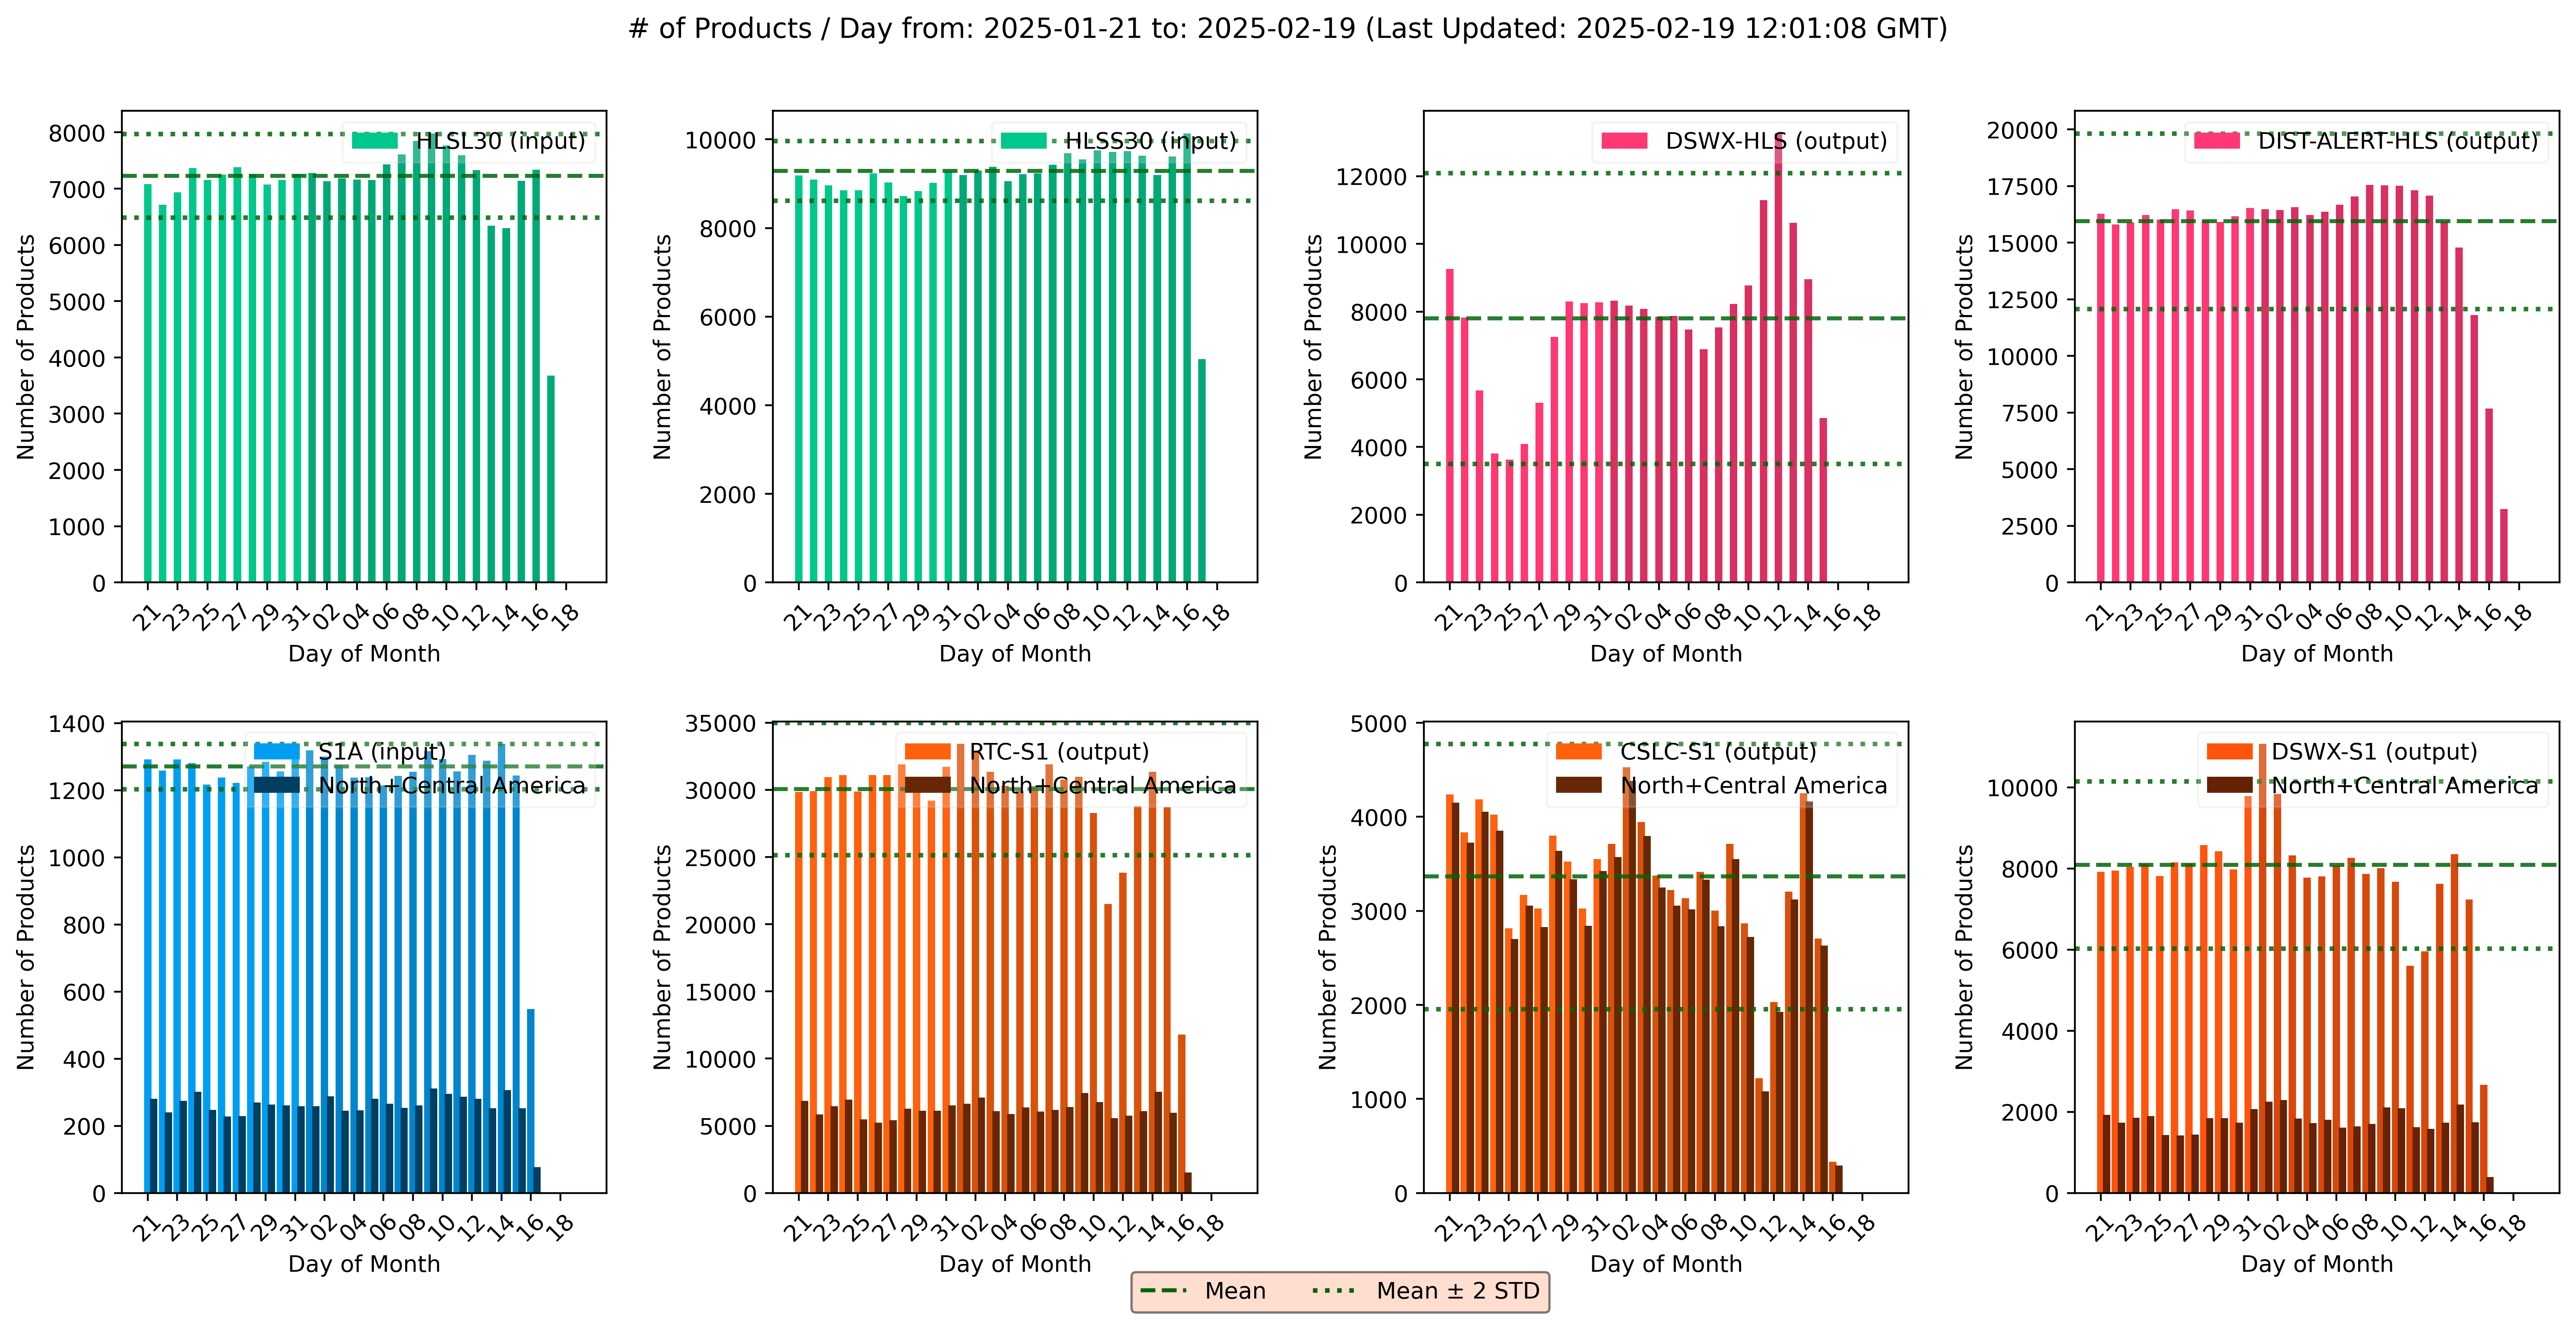 # of Products / Day from: 2025-01-21 to: 2025-02-19 (Last Updated: 2025-02-19 12:01:08 GMT)
HLSL30 (input)
Number of Products
8000
7000
6000
5000
4000
3000
2000
1000
0
21 23 25 27 29 31 02 04 06 08 10 12 14 16 18
Day of Month
HLSS30 (input)
Number of Products
10000
8000
6000
4000
2000
0
21 23 25 27 29 31 02 04 06 08 10 12 14 16 18
Day of Month
DSWX-HLS (output)
Number of Products
12000
10000
8000
6000
4000
2000
0
21 23 25 27 29 31 02 04 06 08 10 12 14 16 18
Day of Month
DIST-ALERT-HLS (output)
Number of Products
20000
17500
15000
12500
10000
7500
5000
2500
0
21 23 25 27 29 31 02 04 06 08 10 12 14 16 18
Day of Month
S1A (input)
North+Central America
Number of Products
1400
1200
1000
800
600
400
200
0
21 23 25 27 29 31 02 04 06 08 10 12 14 16 18
Day of Month
RTC-S1 (output)
North+Central America
Number of Products
35000
30000
25000
20000
15000
10000
5000
0
21 23 25 27 29 31 02 04 06 08 10 12 14 16 18
Day of Month
CSLC-S1 (output)
North+Central America
Number of Products
5000
4000
3000
2000
1000
0
21 23 25 27 29 31 02 04 06 08 10 12 14 16 18
Day of Month
DSWX-S1 (output)
North+Central America
Number of Products
10000
8000
6000
4000
2000
0
21 23 25 27 29 31 02 04 06 08 10 12 14 16 18
Day of Month
Mean
Mean ± 2 STD